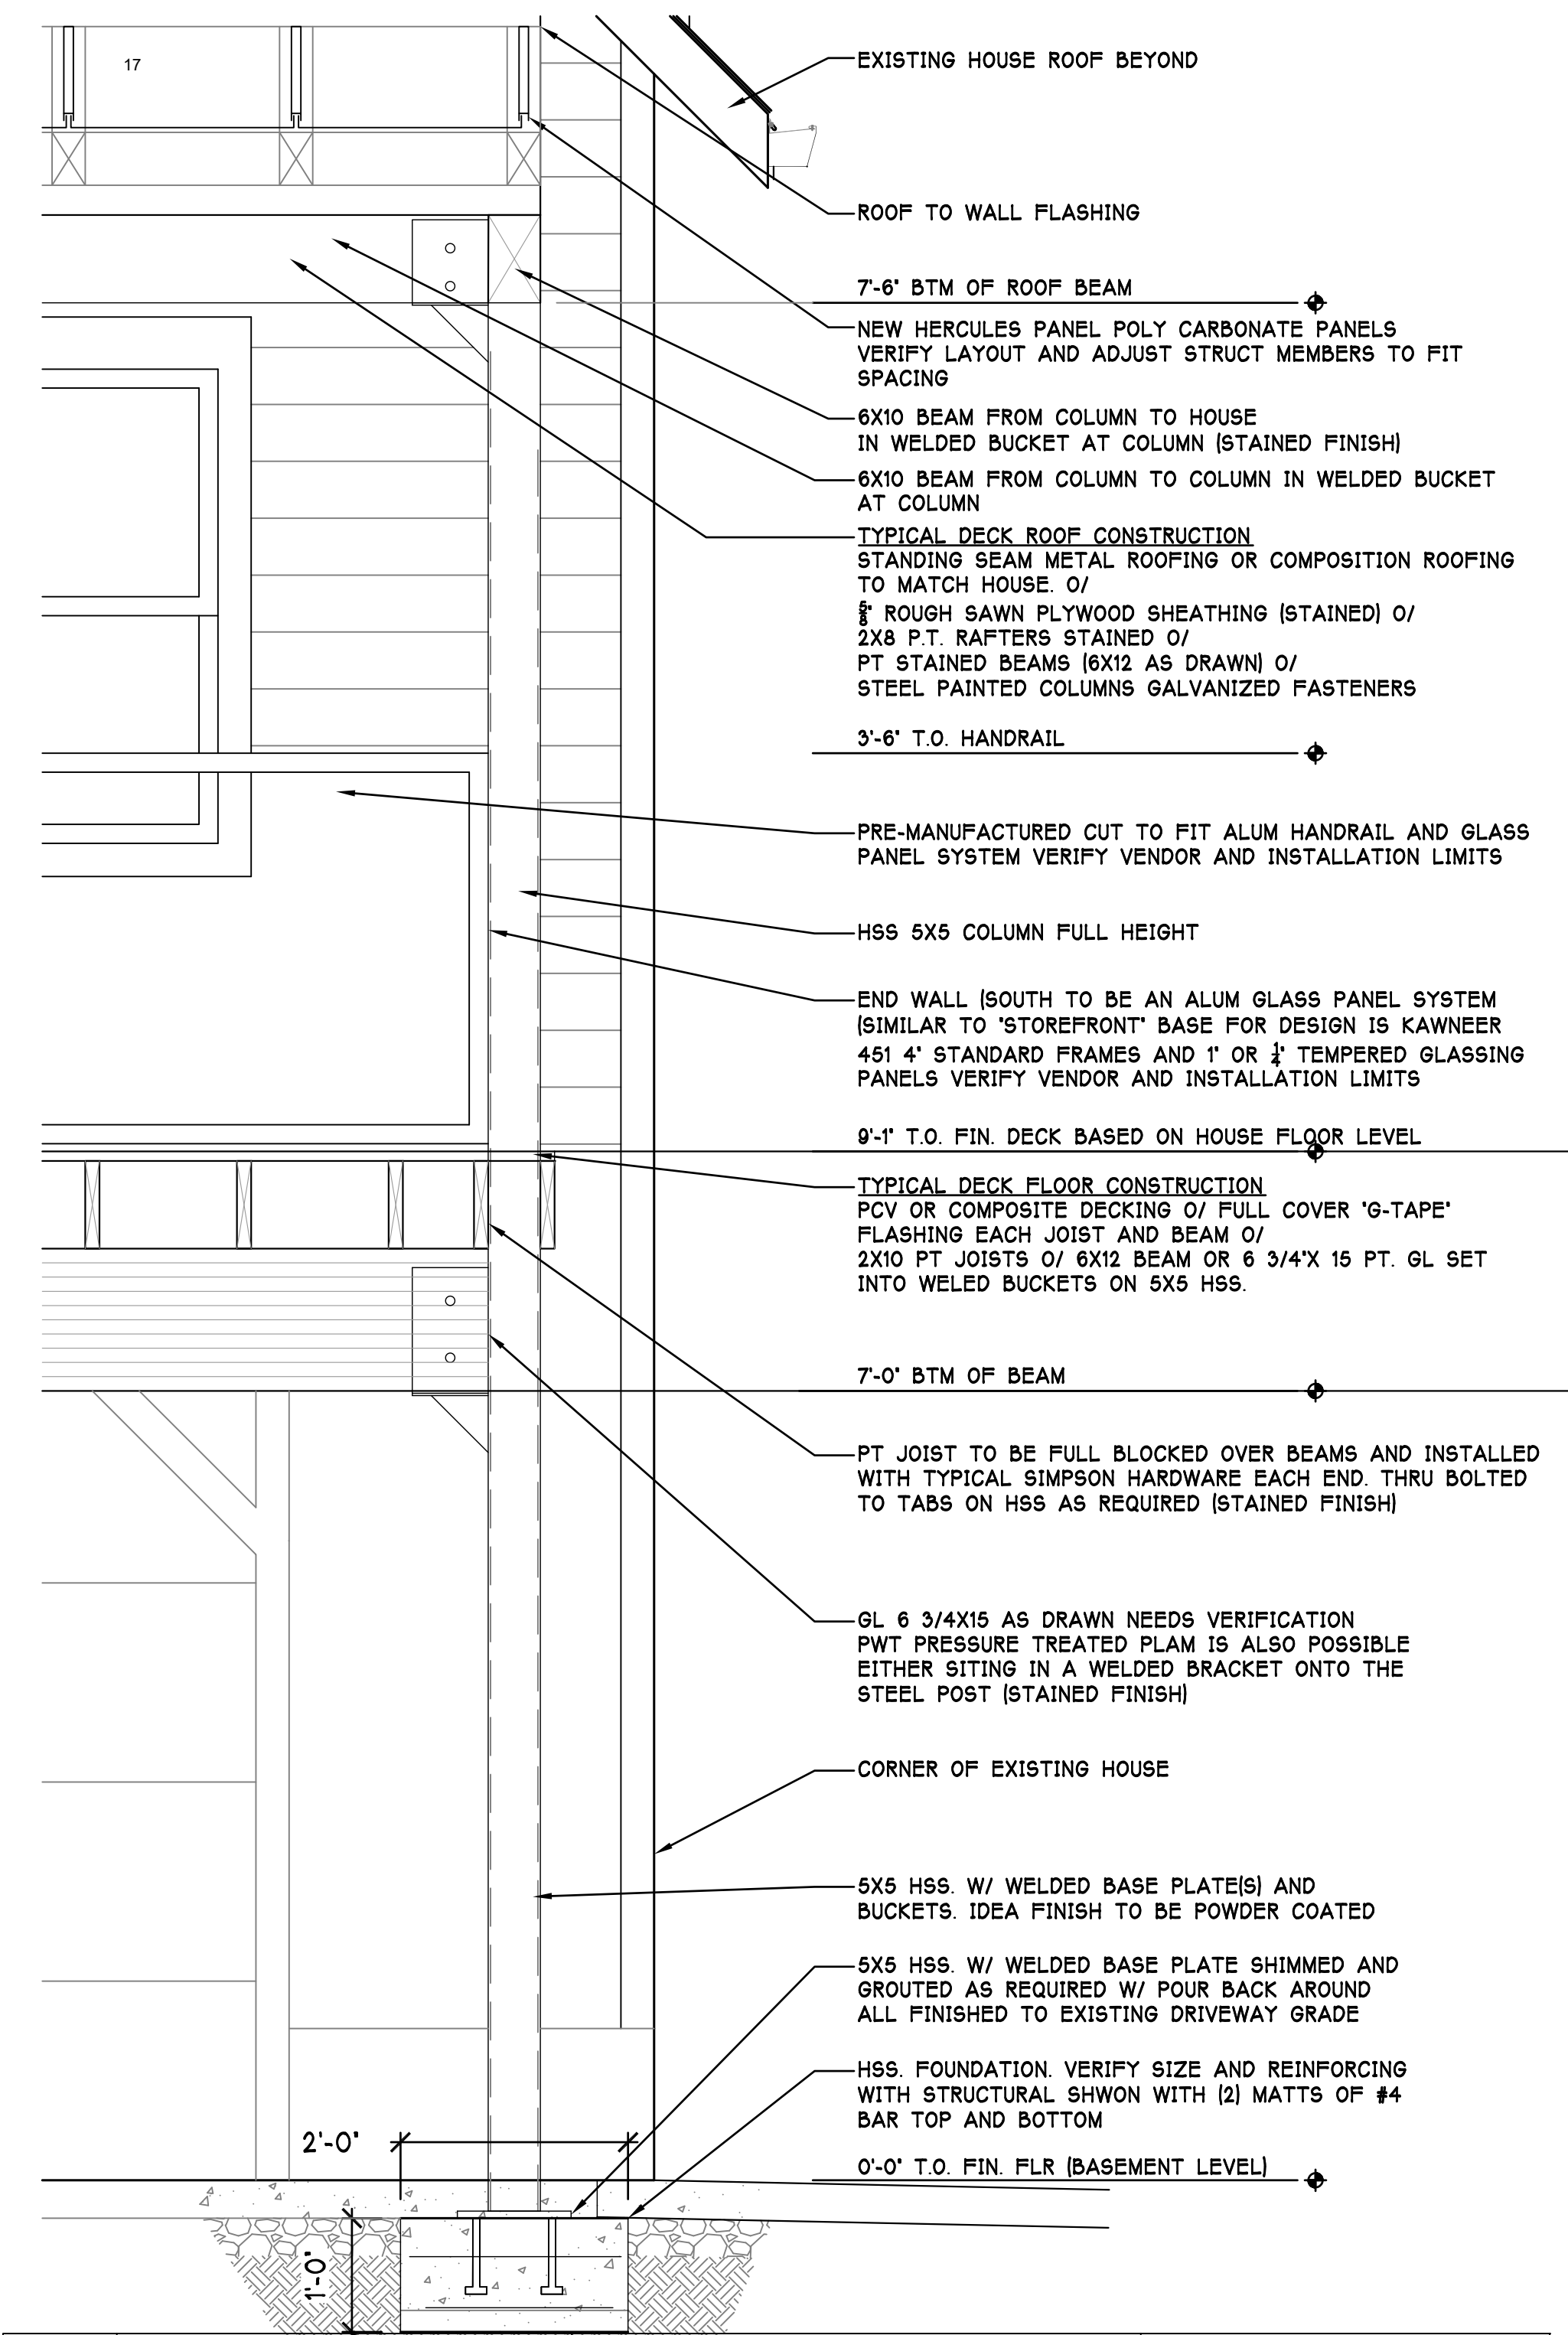 17
EXISTING HOUSE ROOF BEYOND
ROOF TO WALL FLASHING
7'-6" BTM OF ROOF BEAM
NEW HERCULES PANEL POLY CARBONATE PANELS
VERIFY LAYOUT AND ADJUST STRUCT MEMBERS TO FIT
SPACING
6X10 BEAM FROM COLUMN TO HOUSE
IN WELDED BUCKET AT COLUMN (STAINED FINISH)
6X10 BEAM FROM COLUMN TO COLUMN IN WELDED BUCKET
AT COLUMN
TYPICAL DECK ROOF CONSTRUCTION
STANDING SEAM METAL ROOFING OR COMPOSITION ROOFING
TO MATCH HOUSE. O/
5/8" ROUGH SAWN PLYWOOD SHEATHING (STAINED) O/
2X8 P.T. RAFTERS STAINED O/
PT STAINED BEAMS (6X12 AS DRAWN) O/
STEEL PAINTED COLUMNS GALVANIZED FASTENERS
3'-6" T.O. HANDRAIL
PRE-MANUFACTURED CUT TO FIT ALUM HANDRAIL AND GLASS
PANEL SYSTEM VERIFY VENDOR AND INSTALLATION LIMITS
HSS 5X5 COLUMN FULL HEIGHT
END WALL (SOUTH TO BE AN ALUM GLASS PANEL SYSTEM
(SIMILAR TO "STOREFRONT" BASE FOR DESIGN IS KAWNEER
451 4" STANDARD FRAMES AND 1" OR 1/4" TEMPERED GLASSING
PANELS VERIFY VENDOR AND INSTALLATION LIMITS
9'-1" T.O. FIN. DECK BASED ON HOUSE FLOOR LEVEL
TYPICAL DECK FLOOR CONSTRUCTION
PCV OR COMPOSITE DECKING O/ FULL COVER "G-TAPE"
FLASHING EACH JOIST AND BEAM O/
2X10 PT JOISTS O/ 6X12 BEAM OR 6 3/4"X 15 PT. GL SET
INTO WELED BUCKETS ON 5X5 HSS.
7'-0" BTM OF BEAM
PT JOIST TO BE FULL BLOCKED OVER BEAMS AND INSTALLED
WITH TYPICAL SIMPSON HARDWARE EACH END. THRU BOLTED
TO TABS ON HSS AS REQUIRED (STAINED FINISH)
GL 6 3/4X15 AS DRAWN NEEDS VERIFICATION
PWT PRESSURE TREATED PLAM IS ALSO POSSIBLE
EITHER SITING IN A WELDED BRACKET ONTO THE
STEEL POST (STAINED FINISH)
CORNER OF EXISTING HOUSE
5X5 HSS. W/ WELDED BASE PLATE(S) AND
BUCKETS. IDEA FINISH TO BE POWDER COATED
5X5 HSS. W/ WELDED BASE PLATE SHIMMED AND
GROUTED AS REQUIRED W/ POUR BACK AROUND
ALL FINISHED TO EXISTING DRIVEWAY GRADE
HSS. FOUNDATION. VERIFY SIZE AND REINFORCING
WITH STRUCTURAL SHWON WITH (2) MATTS OF #4
BAR TOP AND BOTTOM
2'-0"
0'-0" T.O. FIN. FLR (BASEMENT LEVEL)
1'-0"